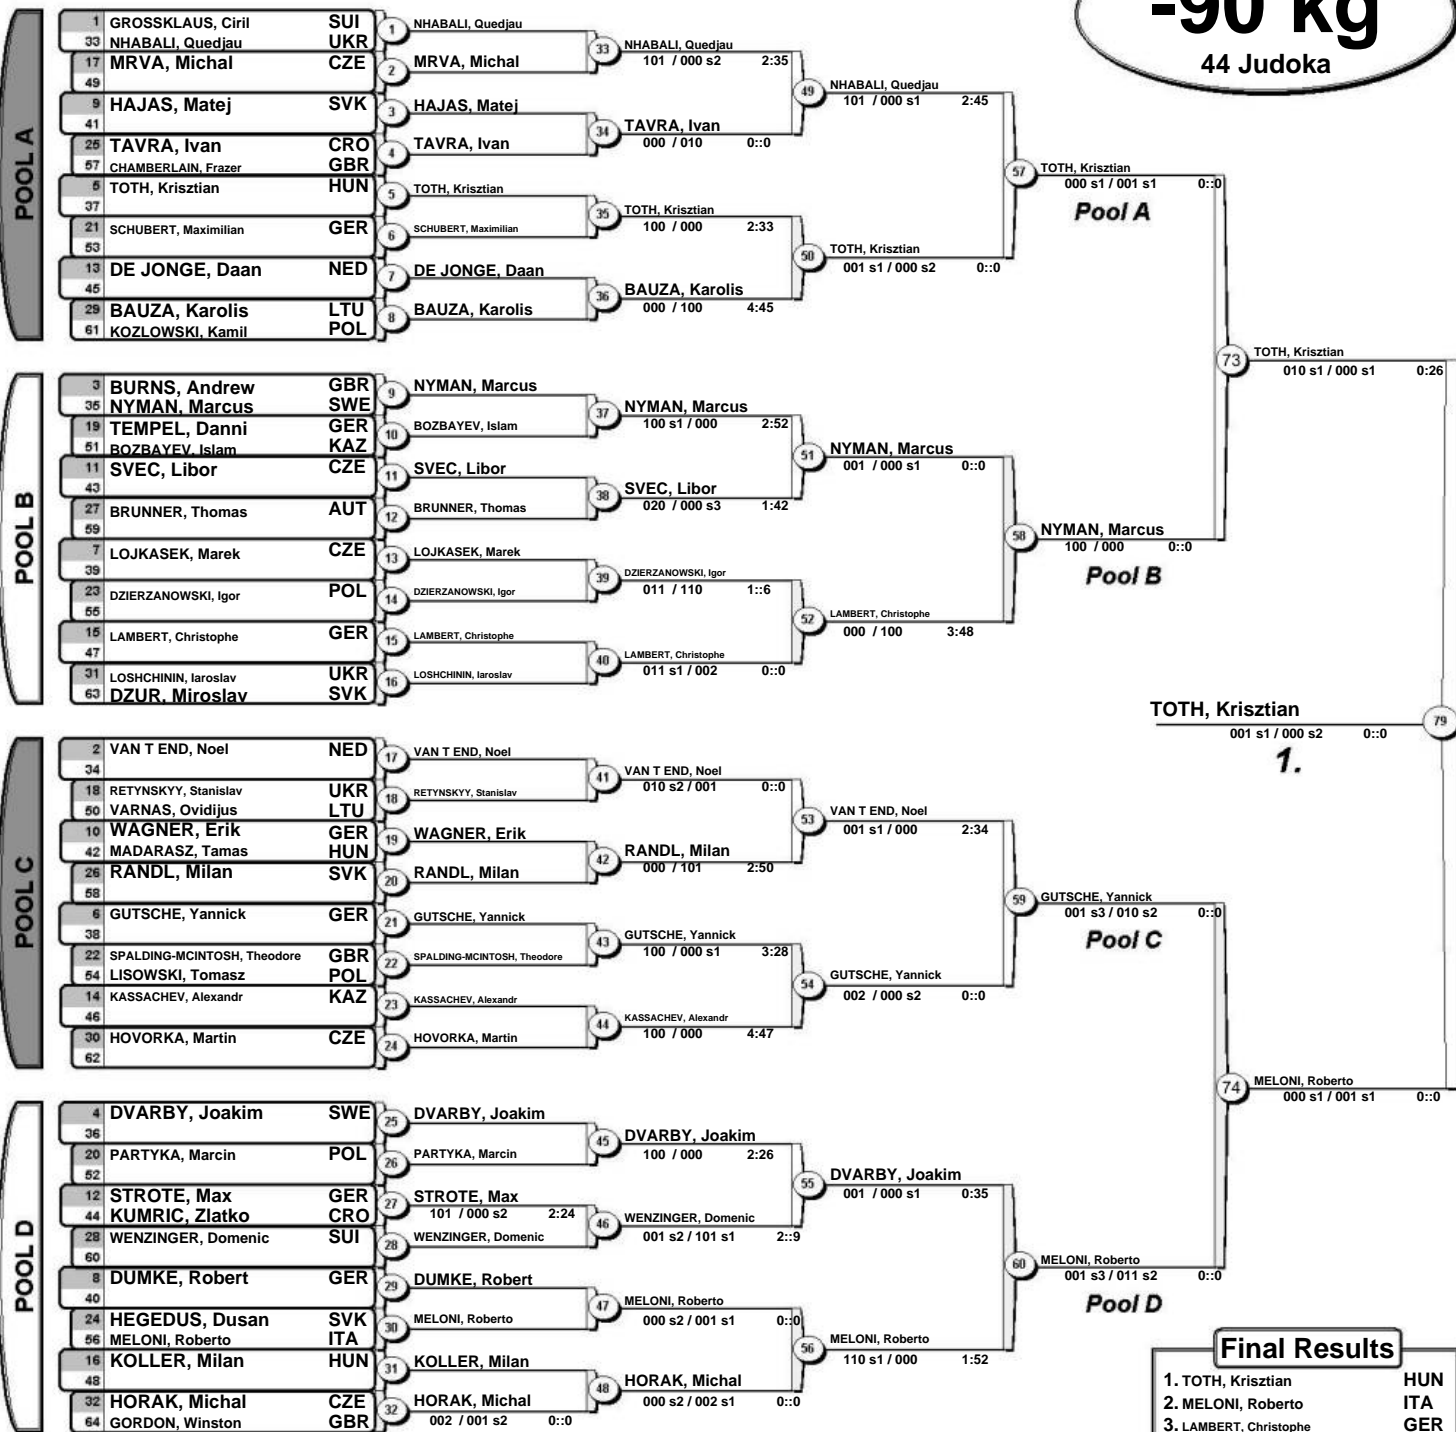 -90 kg
44 Judoka
POOL A
1 GROSSKLAUS, Ciril SUI
33 NHABALI, Quedjau UKR
17 MRVA, Michal CZE
49
9 HAJAS, Matej SVK
41
25 TAVRA, Ivan CRO
57 CHAMBERLAIN, Frazer GBR
5 TOTH, Krisztian HUN
37
21 SCHUBERT, Maximilian GER
53
13 DE JONGE, Daan NED
45
29 BAUZA, Karolis LTU
61 KOZLOWSKI, Kamil POL
1 NHABALI, Quedjau
2 MRVA, Michal
3 HAJAS, Matej
4 TAVRA, Ivan
5 TOTH, Krisztian
6 SCHUBERT, Maximilian
7 DE JONGE, Daan
8 BAUZA, Karolis
33 NHABALI, Quedjau
101 / 000 s2 2:35
34 TAVRA, Ivan
000 / 010 0::0
35 TOTH, Krisztian
100 / 000 2:33
36 BAUZA, Karolis
000 / 100 4:45
49 NHABALI, Quedjau
101 / 000 s1 2:45
50 TOTH, Krisztian
001 s1 / 000 s2 0::0
57 TOTH, Krisztian
000 s1 / 001 s1 0::0
Pool A
POOL B
3 BURNS, Andrew GBR
35 NYMAN, Marcus SWE
19 TEMPEL, Danni GER
51 BOZBAYEV, Islam KAZ
11 SVEC, Libor CZE
43
27 BRUNNER, Thomas AUT
59
7 LOJKASEK, Marek CZE
39
23 DZIERZANOWSKI, Igor POL
55
15 LAMBERT, Christophe GER
47
31 LOSHCHININ, Iaroslav UKR
63 DZUR, Miroslav SVK
9 NYMAN, Marcus
10 BOZBAYEV, Islam
11 SVEC, Libor
12 BRUNNER, Thomas
13 LOJKASEK, Marek
14 DZIERZANOWSKI, Igor
15 LAMBERT, Christophe
16 LOSHCHININ, Iaroslav
37 NYMAN, Marcus
100 s1 / 000 2:52
38 SVEC, Libor
020 / 000 s3 1:42
39 DZIERZANOWSKI, Igor
011 / 110 1::6
40 LAMBERT, Christophe
011 s1 / 002 0::0
51 NYMAN, Marcus
001 / 000 s1 0::0
52 LAMBERT, Christophe
000 / 100 3:48
58 NYMAN, Marcus
100 / 000 0::0
Pool B
73 TOTH, Krisztian
010 s1 / 000 s1 0:26
TOTH, Krisztian 79
001 s1 / 000 s2 0::0
1.
POOL C
2 VAN T END, Noel NED
34
18 RETYNSKYY, Stanislav UKR
50 VARNAS, Ovidijus LTU
10 WAGNER, Erik GER
42 MADARASZ, Tamas HUN
26 RANDL, Milan SVK
58
6 GUTSCHE, Yannick GER
38
22 SPALDING-MCINTOSH, Theodore GBR
54 LISOWSKI, Tomasz POL
14 KASSACHEV, Alexandr KAZ
46
30 HOVORKA, Martin CZE
62
17 VAN T END, Noel
18 RETYNSKYY, Stanislav
19 WAGNER, Erik
20 RANDL, Milan
21 GUTSCHE, Yannick
22 SPALDING-MCINTOSH, Theodore
23 KASSACHEV, Alexandr
24 HOVORKA, Martin
41 VAN T END, Noel
010 s2 / 001 0::0
42 RANDL, Milan
000 / 101 2:50
43 GUTSCHE, Yannick
100 / 000 s1 3:28
44 KASSACHEV, Alexandr
100 / 000 4:47
53 VAN T END, Noel
001 s1 / 000 2:34
54 GUTSCHE, Yannick
002 / 000 s2 0::0
59 GUTSCHE, Yannick
001 s3 / 010 s2 0::0
Pool C
74 MELONI, Roberto
000 s1 / 001 s1 0::0
POOL D
4 DVARBY, Joakim SWE
36
20 PARTYKA, Marcin POL
52
12 STROTE, Max GER
44 KUMRIC, Zlatko CRO
28 WENZINGER, Domenic SUI
60
8 DUMKE, Robert GER
40
24 HEGEDUS, Dusan SVK
56 MELONI, Roberto ITA
16 KOLLER, Milan HUN
48
32 HORAK, Michal CZE
64 GORDON, Winston GBR
25 DVARBY, Joakim
26 PARTYKA, Marcin
27 STROTE, Max
101 / 000 s2 2:24
28 WENZINGER, Domenic
29 DUMKE, Robert
30 MELONI, Roberto
31 KOLLER, Milan
32 HORAK, Michal
002 / 001 s2 0::0
45 DVARBY, Joakim
100 / 000 2:26
46 WENZINGER, Domenic
001 s2 / 101 s1 2::9
47 MELONI, Roberto
000 s2 / 001 s1 0::0
48 HORAK, Michal
000 s2 / 002 s1 0::0
55 DVARBY, Joakim
001 / 000 s1 0:35
56 MELONI, Roberto
110 s1 / 000 1:52
60 MELONI, Roberto
001 s3 / 011 s2 0::0
Pool D
Final Results
1. TOTH, Krisztian HUN
2. MELONI, Roberto ITA
3. LAMBERT, Christophe GER